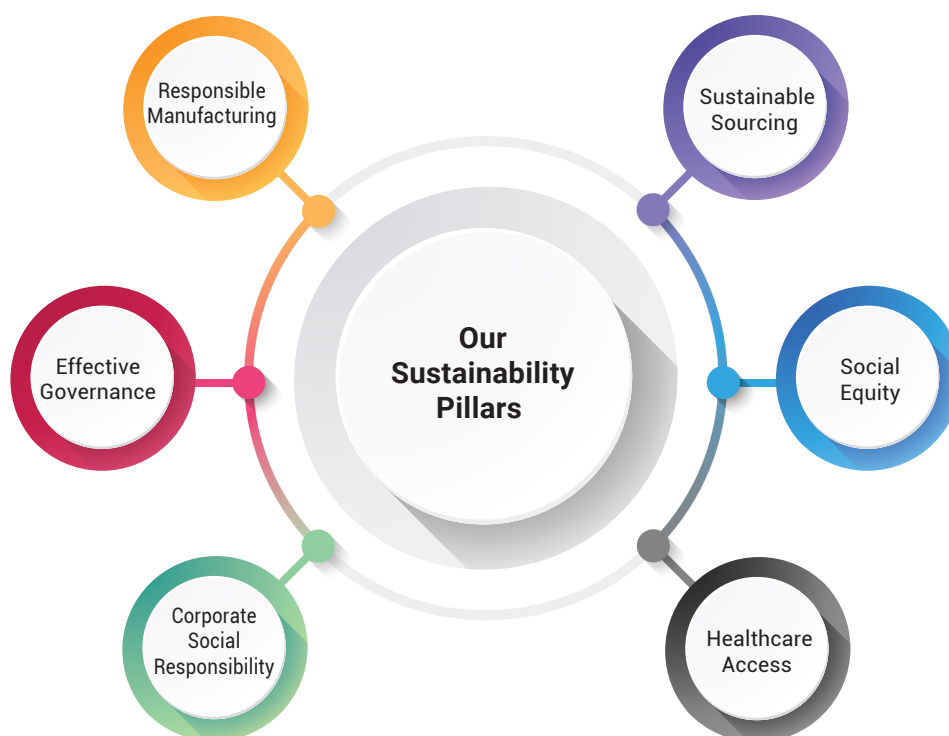 Responsible
Manufacturing
Sustainable
Sourcing
Our
Sustainability
Pillars
Effective
Governance
Social
Equity
Corporate
Social
Responsibility
Healthcare
Access